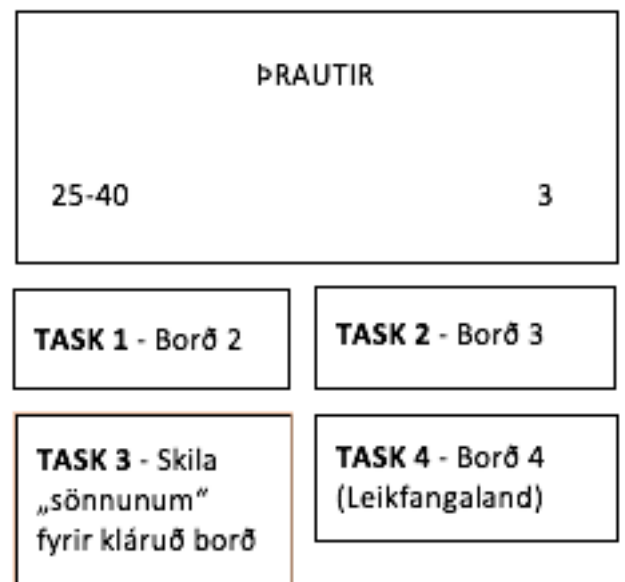 ÞRAUTIR
25-40 3
TASK 1 - Borð 2
TASK 2 - Borð 3
TASK 3 - Skila
„sönnunum“
fyrir kláruð borð
TASK 4 - Borð 4
(Leikfangaland)